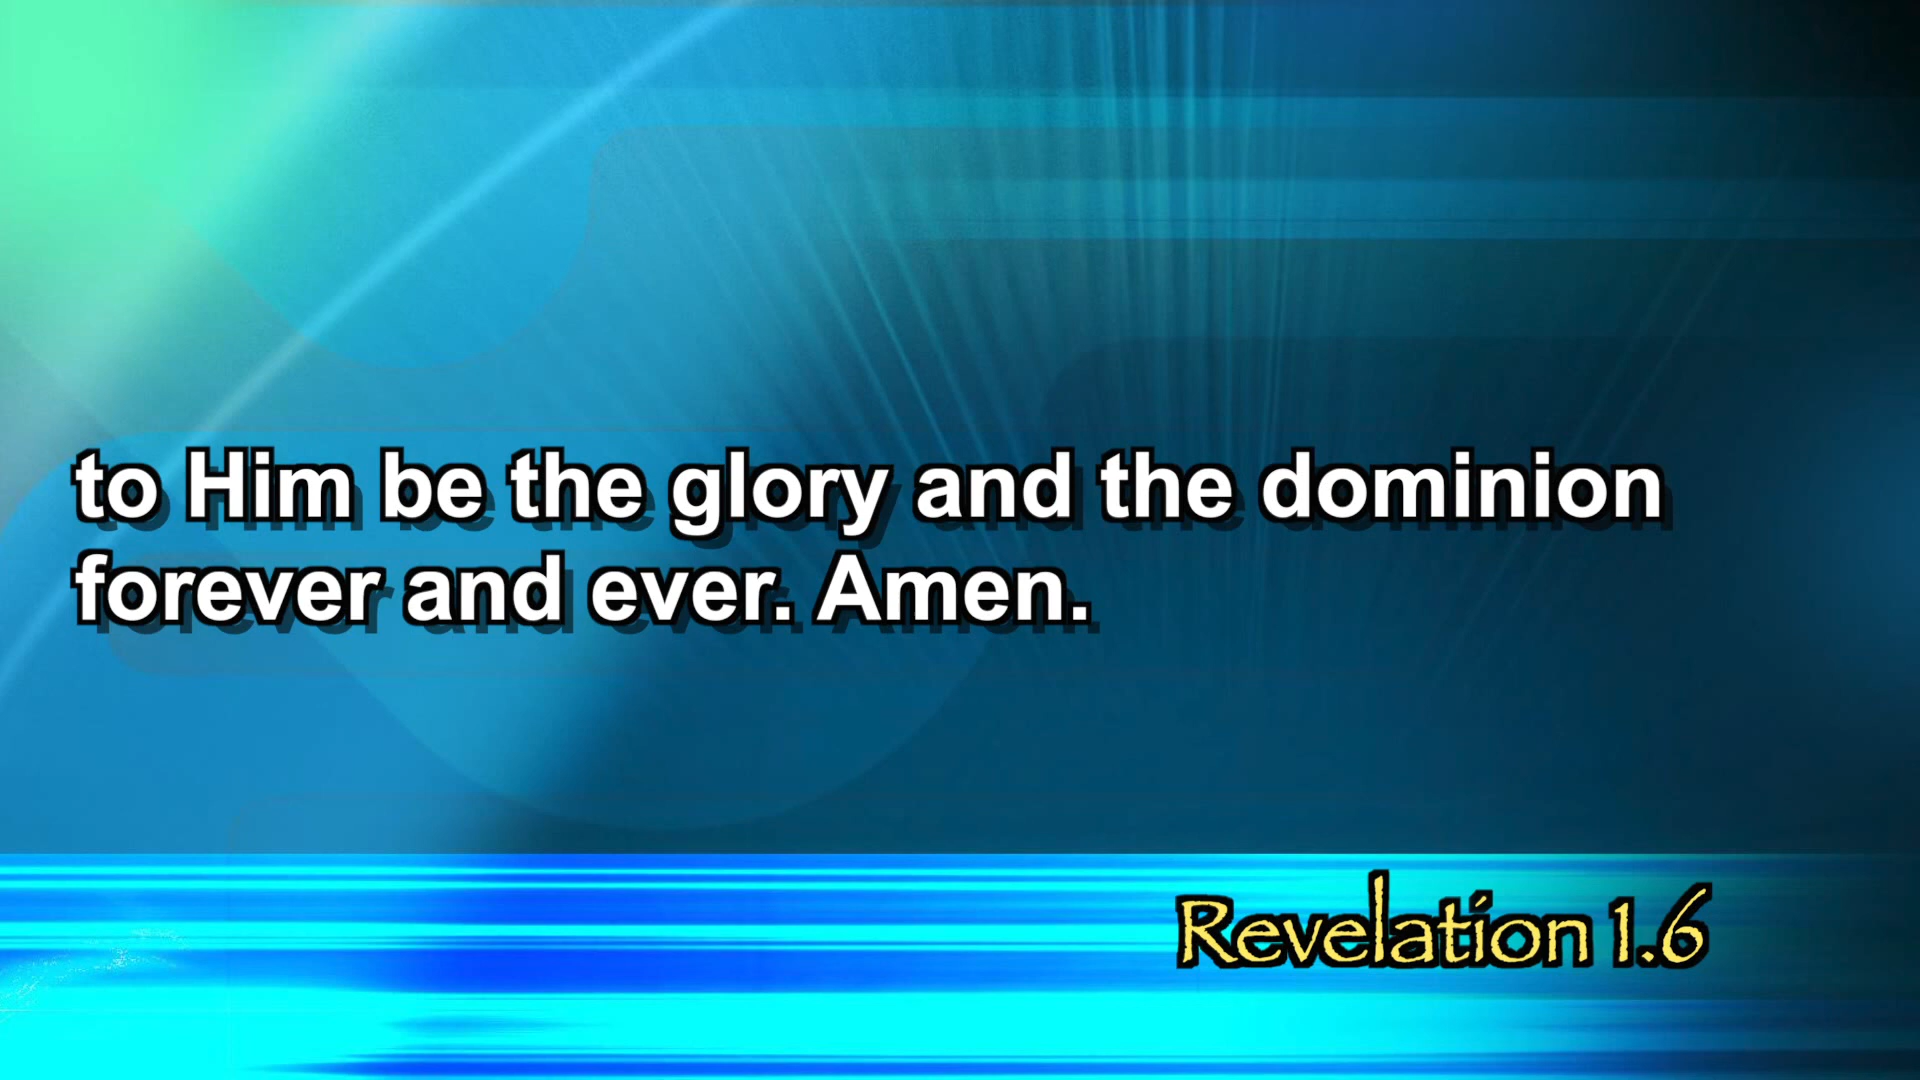 to Him be the glory and the dominion
forever and ever. Amen.
Revelation 1.6